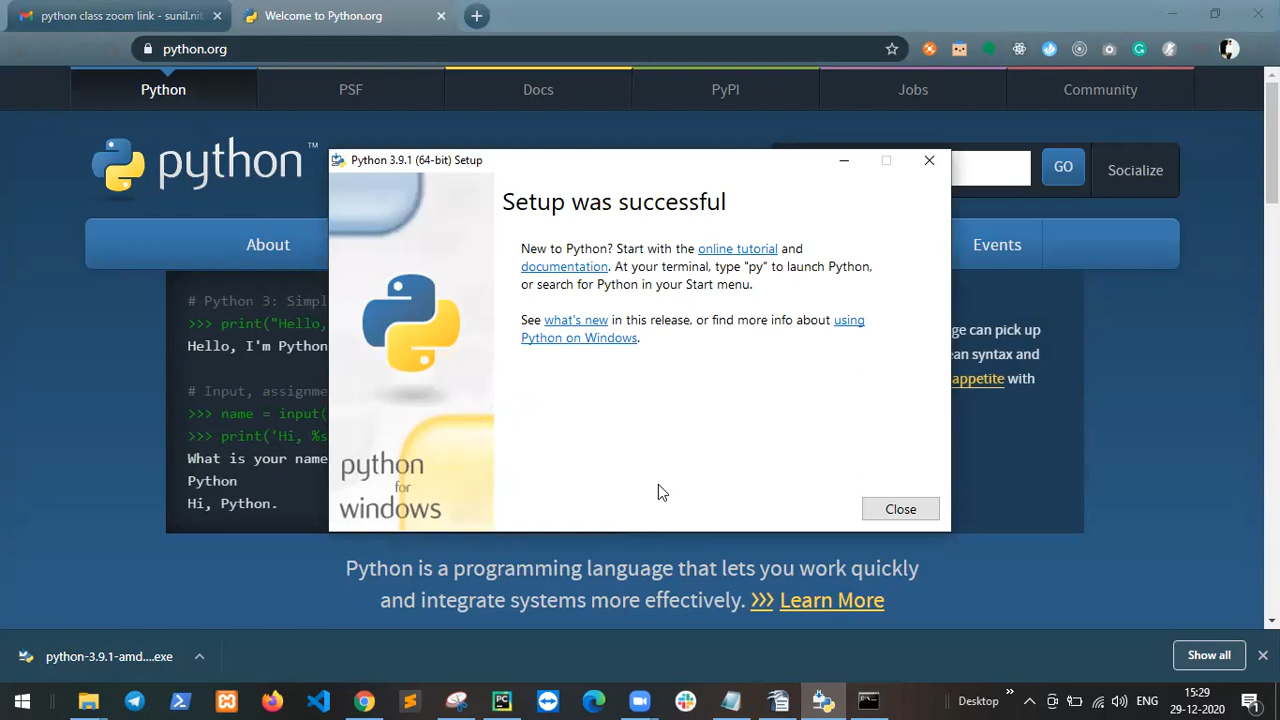 python class zoom link - sunil.nit
Welcome to Python.org
python.org
Python
PSF
Docs
PyPI
Jobs
Community
python™
GO
Socialize
About
Events
Python 3.9.1 (64-bit) Setup
Setup was successful
New to Python? Start with the online tutorial and
documentation. At your terminal, type "py" to launch Python,
or search for Python in your Start menu.
See what's new in this release, or find more info about using
Python on Windows.
python
for
windows
Close
# Python 3: Simpl
>>> print("Hello,
Hello, I'm Python
# Input, assignme
>>> name = input(
>>> print('Hi, %s
What is your name
Python
Hi, Python.
ge can pick up
an syntax and
appetite with
Python is a programming language that lets you work quickly
and integrate systems more effectively. >>> Learn More
python-3.9.1-amd....exe
Show all
Desktop
ENG
15:29
29-12-2020